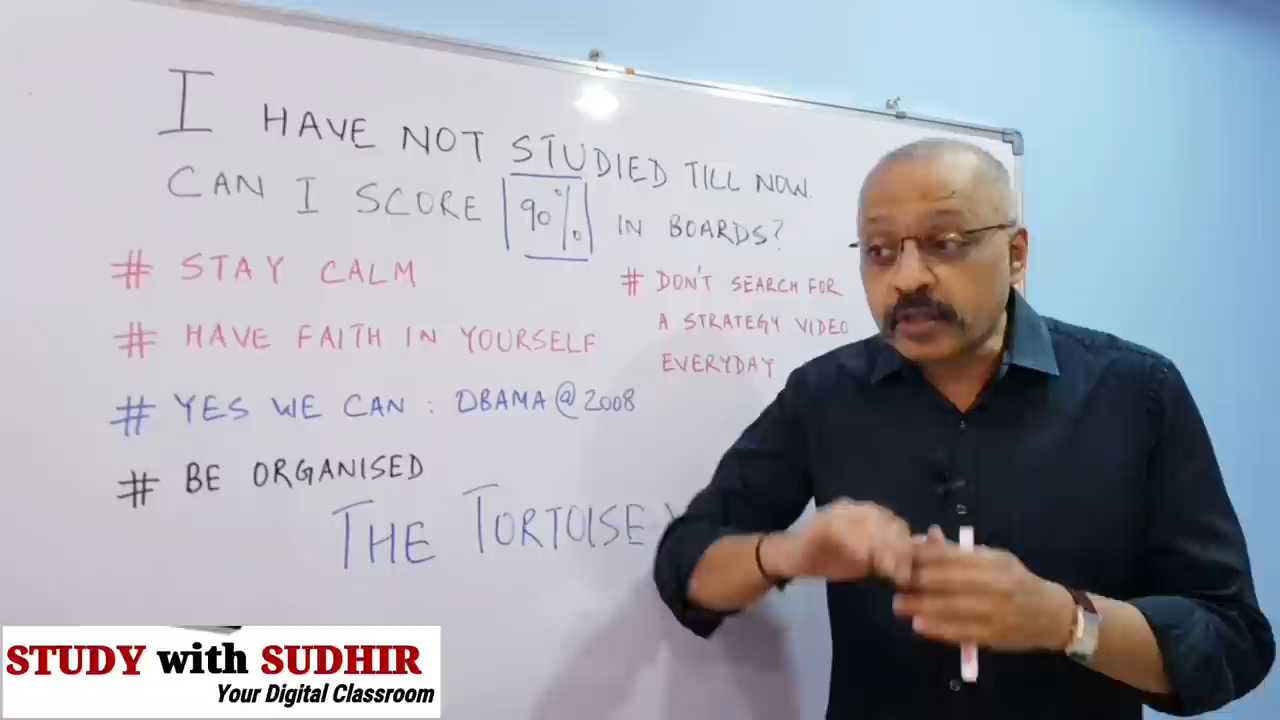 I HAVE NOT STUDIED TILL NOW.
CAN I SCORE 90% IN BOARDS?
# STAY CALM
# HAVE FAITH IN YOURSELF
# YES WE CAN : OBAMA@2008
# BE ORGANISED
# DON'T SEARCH FOR
A STRATEGY VIDEO
EVERYDAY
THE TORTOISE
STUDY with SUDHIR
Your Digital Classroom